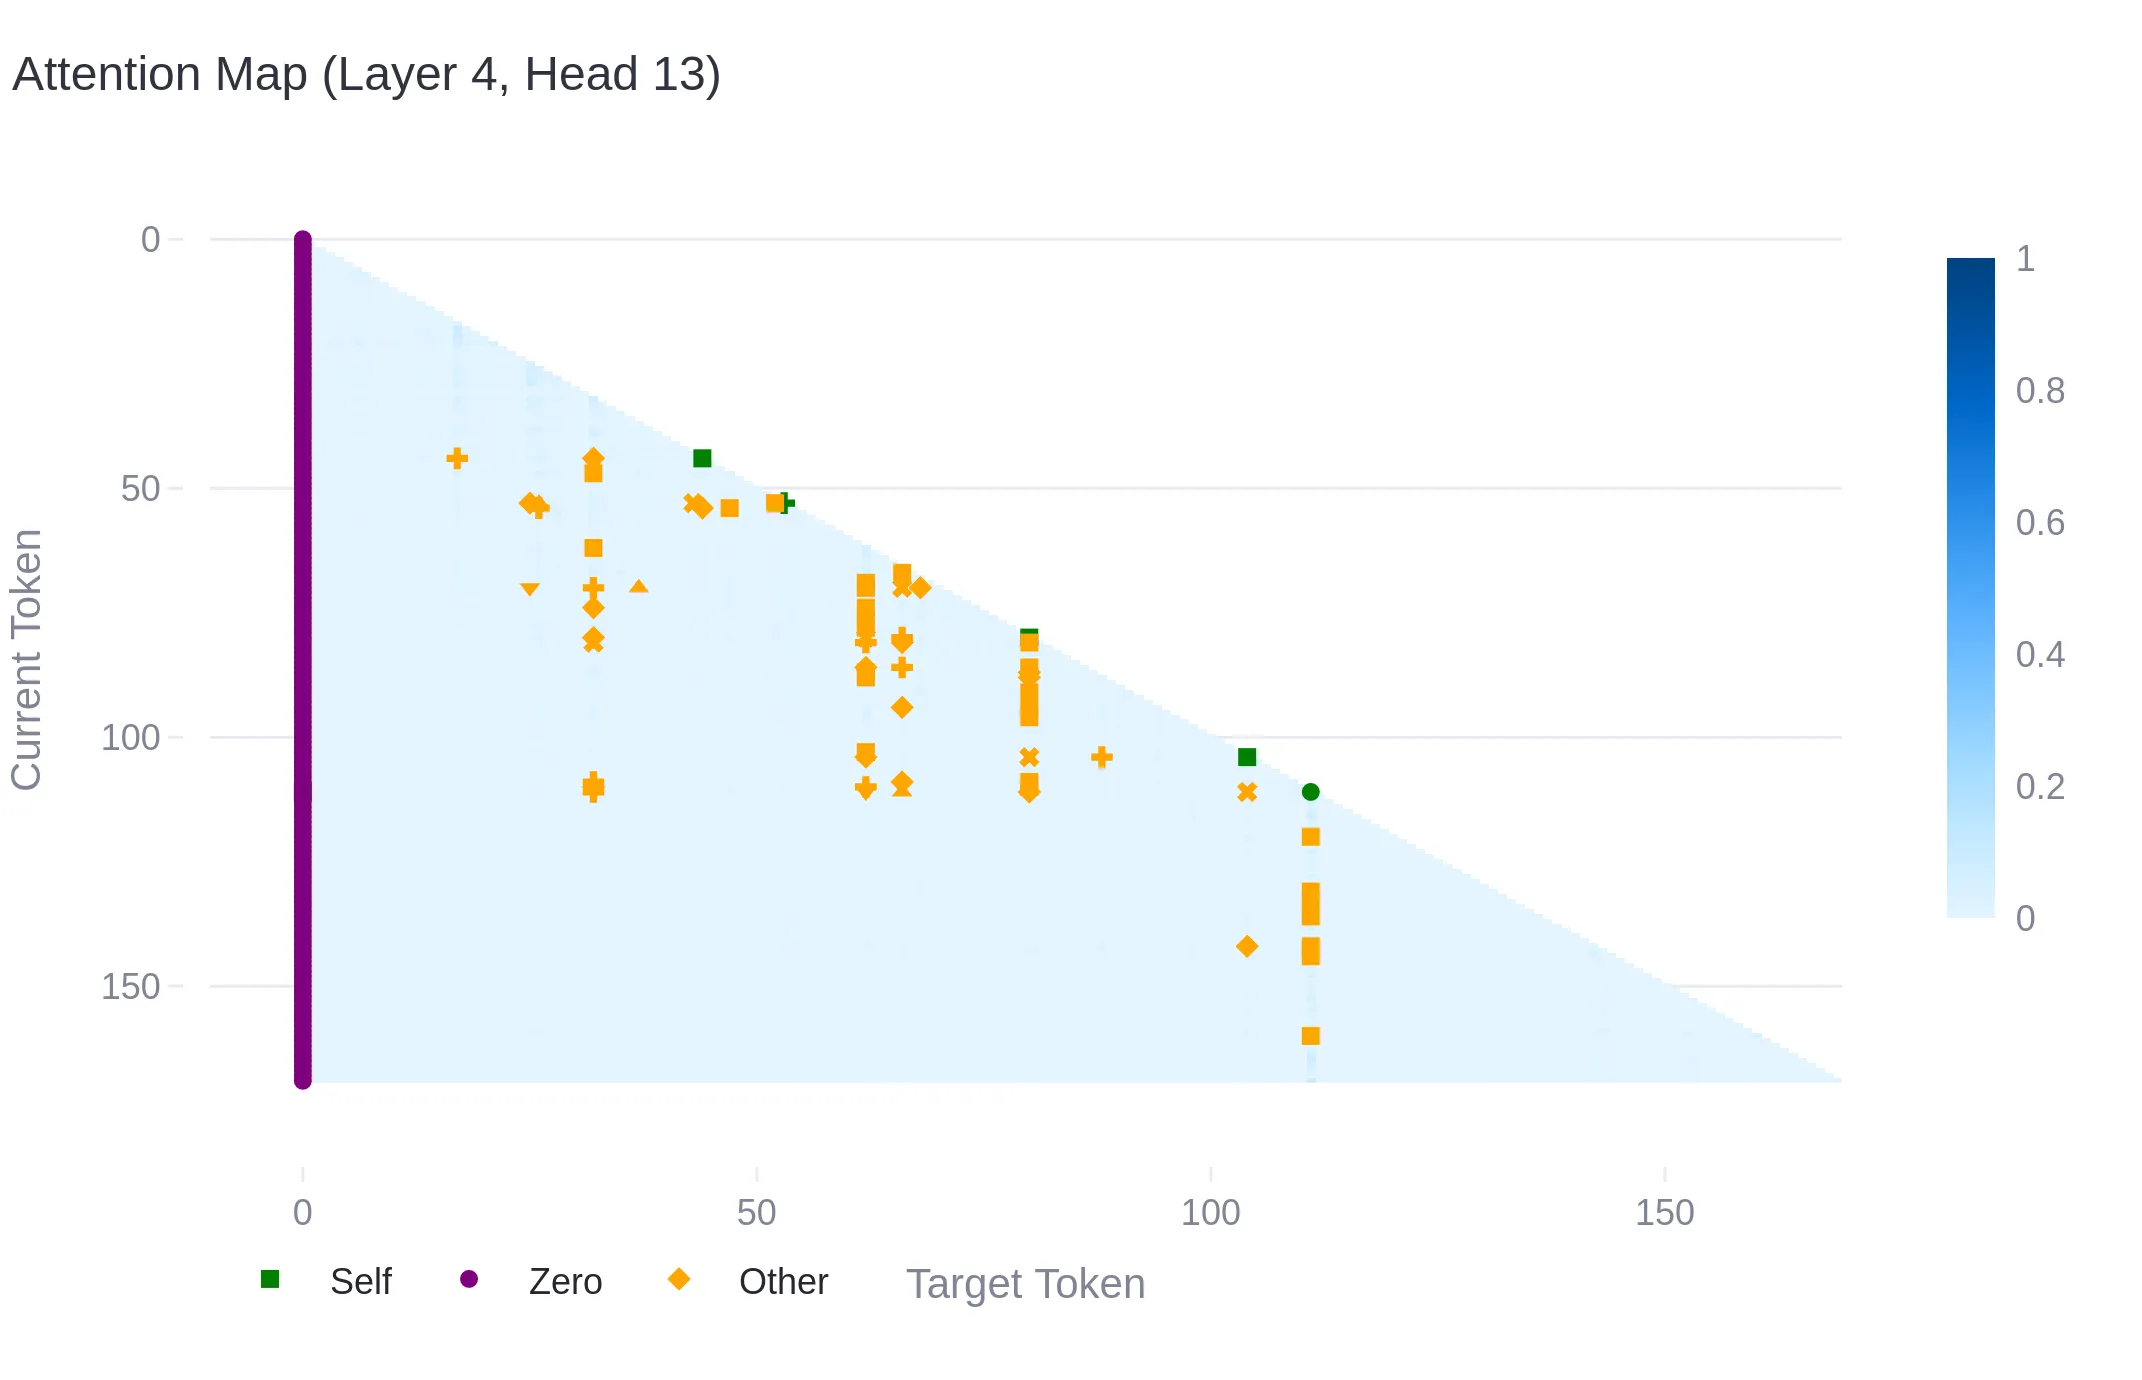 Attention Map (Layer 4, Head 13)
0
50
100
150
Current Token
1
0.8
0.6
0.4
0.2
0
0 50 100 150
Self Zero Other Target Token